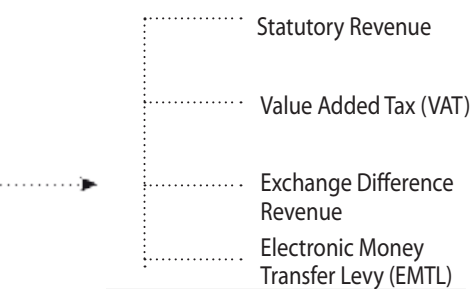 Statutory Revenue
Value Added Tax (VAT)
Exchange Difference
Revenue
Electronic Money
Transfer Levy (EMTL)